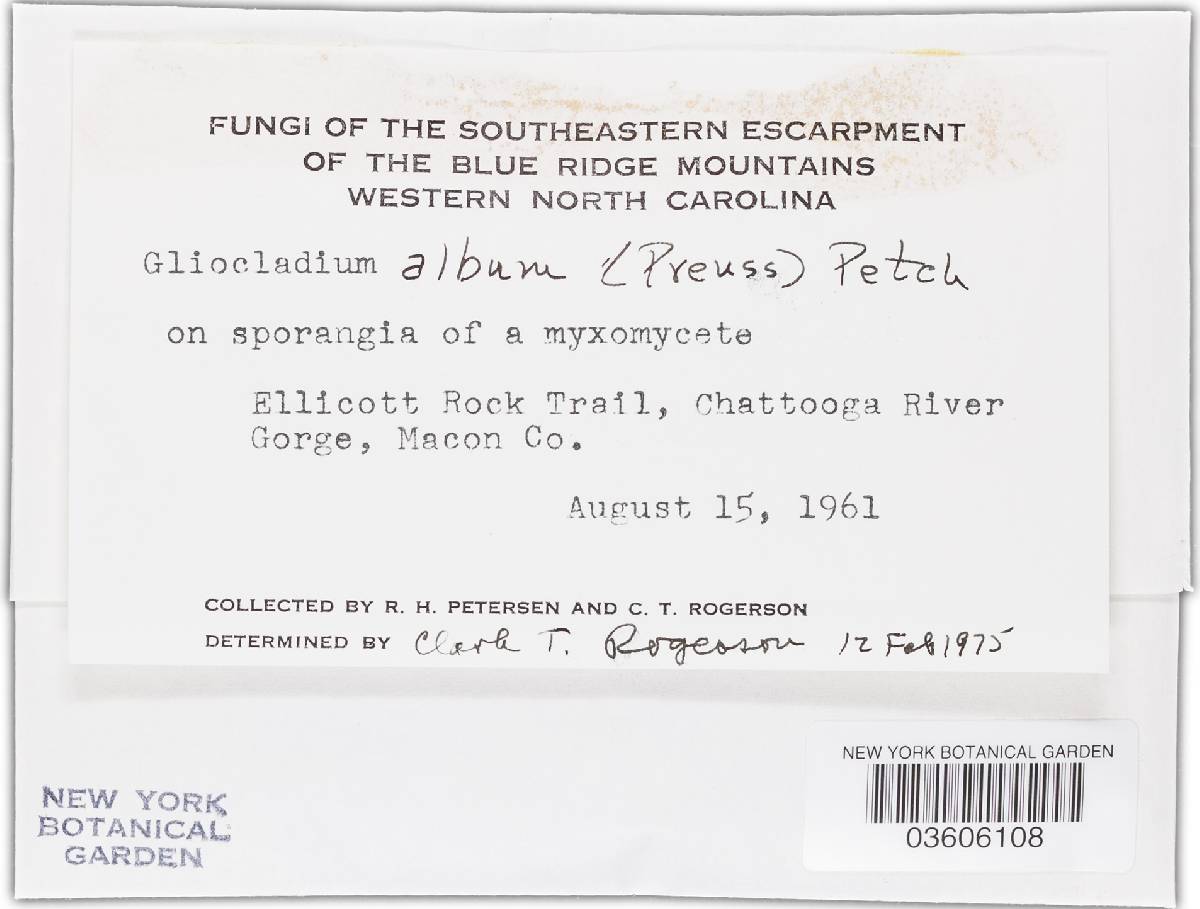 FUNGI OF THE SOUTHEASTERN ESCARPMENT
OF THE BLUE RIDGE MOUNTAINS
WESTERN NORTH CAROLINA
Gliocladium album (Preuss) Petch
on sporangia of a myxomycete
Ellicott Rock Trail, Chattooga River
Gorge, Macon Co.
August 15, 1961
COLLECTED BY R. H. PETERSEN AND C. T. ROGERSON
DETERMINED BY Clark T. Rogerson 12 Feb 1975
NEW YORK BOTANICAL GARDEN
03606108
NEW YORK
BOTANICAL
GARDEN